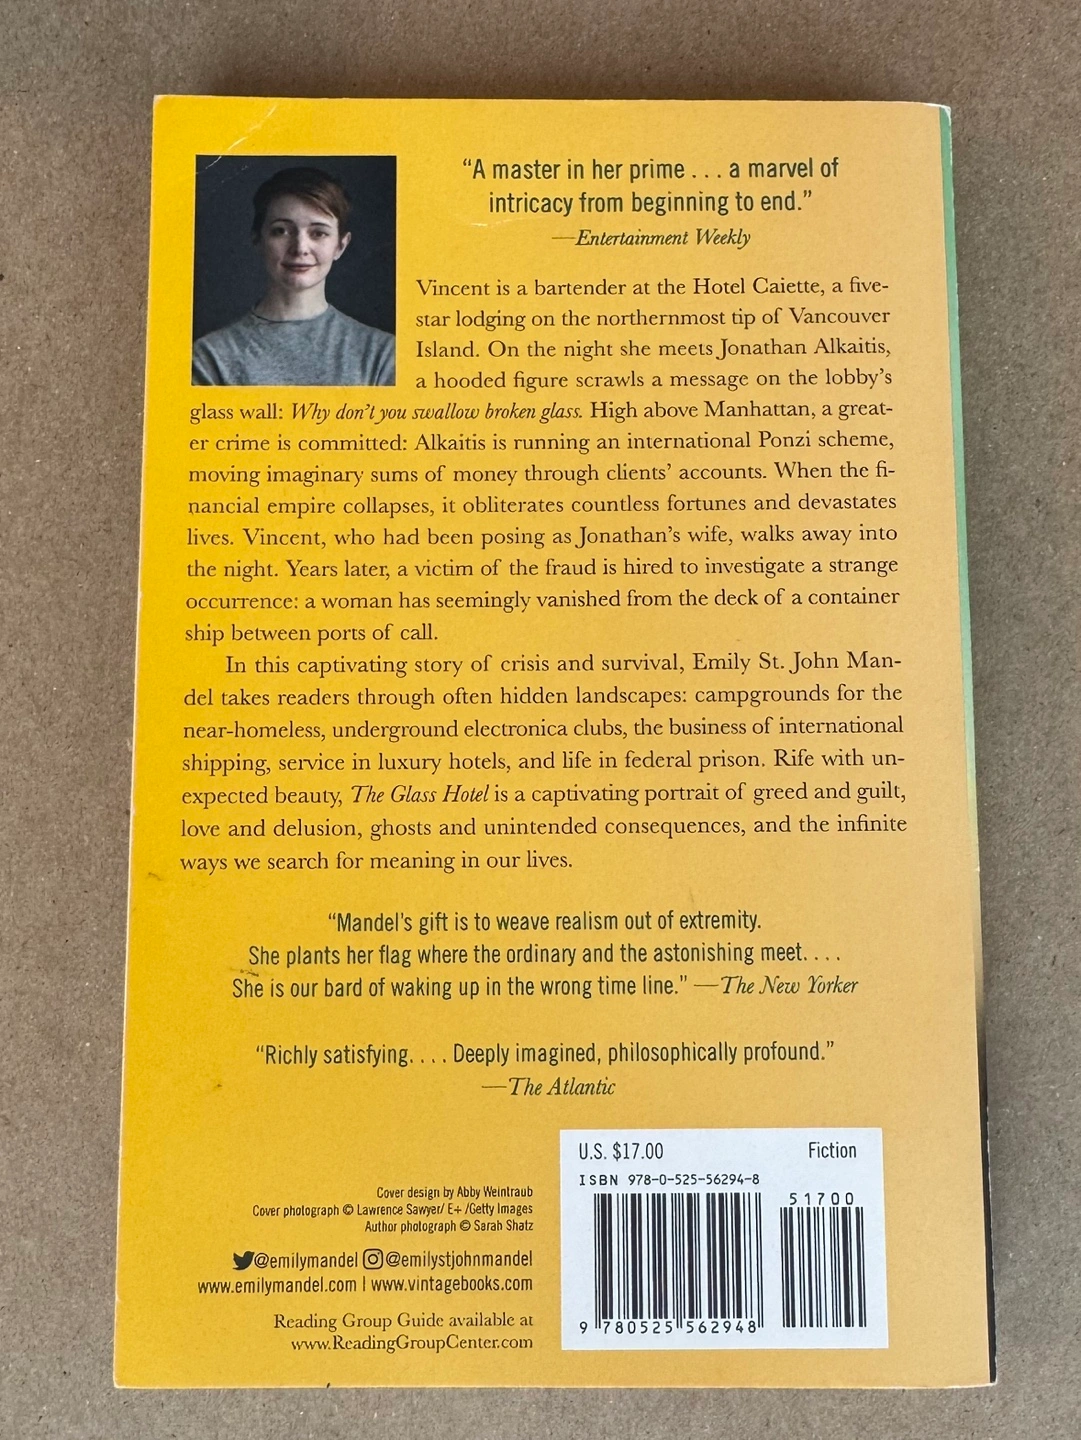 “A master in her prime . . . a marvel of
intricacy from beginning to end.”
—Entertainment Weekly
Vincent is a bartender at the Hotel Caiette, a five-
star lodging on the northernmost tip of Vancouver
Island. On the night she meets Jonathan Alkaitis,
a hooded figure scrawls a message on the lobby’s
glass wall: Why don’t you swallow broken glass. High above Manhattan, a great-
er crime is committed: Alkaitis is running an international Ponzi scheme,
moving imaginary sums of money through clients’ accounts. When the fi-
nancial empire collapses, it obliterates countless fortunes and devastates
lives. Vincent, who had been posing as Jonathan’s wife, walks away into
the night. Years later, a victim of the fraud is hired to investigate a strange
occurrence: a woman has seemingly vanished from the deck of a container
ship between ports of call.
In this captivating story of crisis and survival, Emily St. John Man-
del takes readers through often hidden landscapes: campgrounds for the
near-homeless, underground electronica clubs, the business of international
shipping, service in luxury hotels, and life in federal prison. Rife with un-
expected beauty, The Glass Hotel is a captivating portrait of greed and guilt,
love and delusion, ghosts and unintended consequences, and the infinite
ways we search for meaning in our lives.
“Mandel’s gift is to weave realism out of extremity.
She plants her flag where the ordinary and the astonishing meet. . . .
She is our bard of waking up in the wrong time line.” —The New Yorker
“Richly satisfying. . . . Deeply imagined, philosophically profound.”
—The Atlantic
Cover design by Abby Weintraub
Cover photograph © Lawrence Sawyer/ E+ /Getty Images
Author photograph © Sarah Shatz
@emilymandel @emilystjohnmandel
www.emilymandel.com | www.vintagebooks.com
Reading Group Guide available at
www.ReadingGroupCenter.com
U.S. $17.00 Fiction
ISBN 978-0-525-56294-8
51700
9 780525 562948